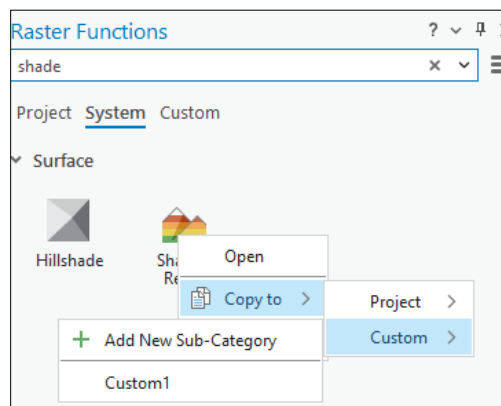 Raster Functions ?
shade
Project System Custom
Surface
Hillshade
Open
Copy to
Project
Custom
Add New Sub-Category
Custom1